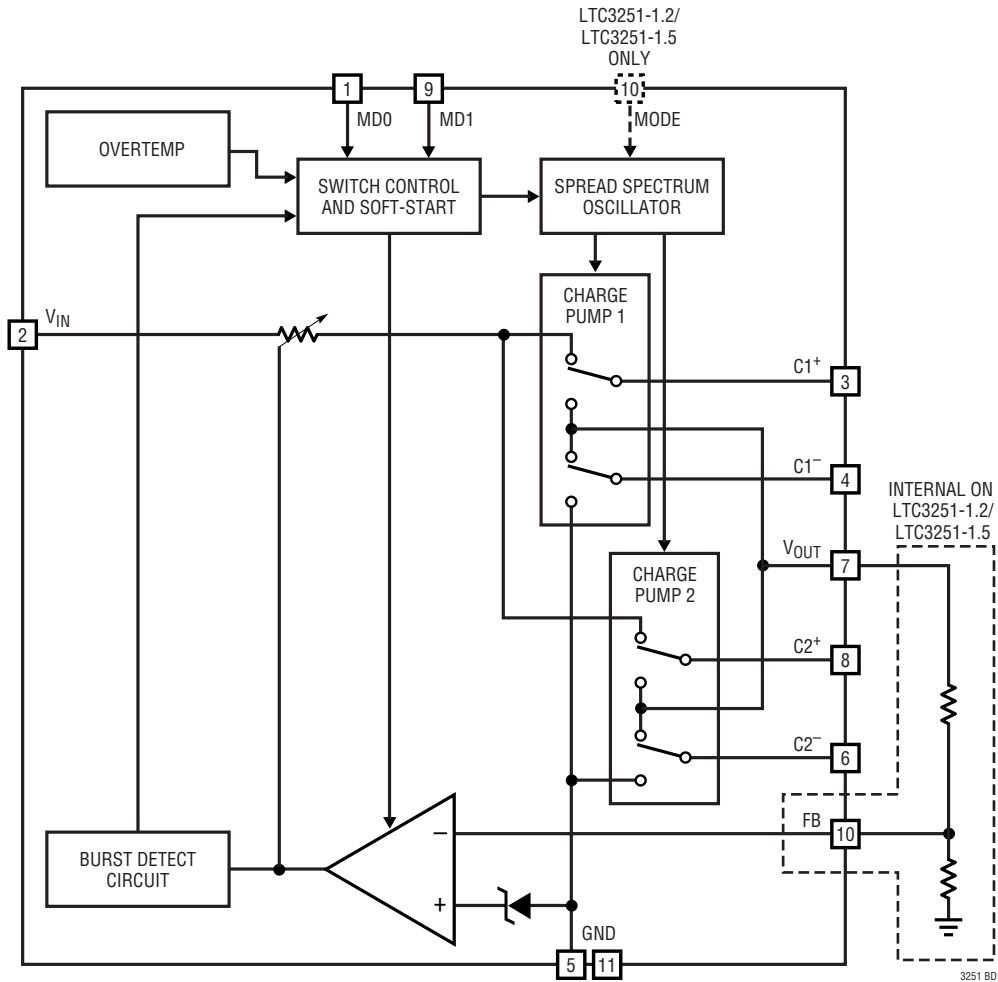 LTC3251-1.2/
LTC3251-1.5
ONLY
1
9
10
MD0
MD1
MODE
OVERTEMP
SWITCH CONTROL
AND SOFT-START
SPREAD SPECTRUM
OSCILLATOR
CHARGE
PUMP 1
2
VIN
C1+
3
C1–
4
INTERNAL ON
LTC3251-1.2/
LTC3251-1.5
VOUT
7
CHARGE
PUMP 2
C2+
8
C2–
6
FB
10
–
+
BURST DETECT
CIRCUIT
GND
5
11
3251 BD